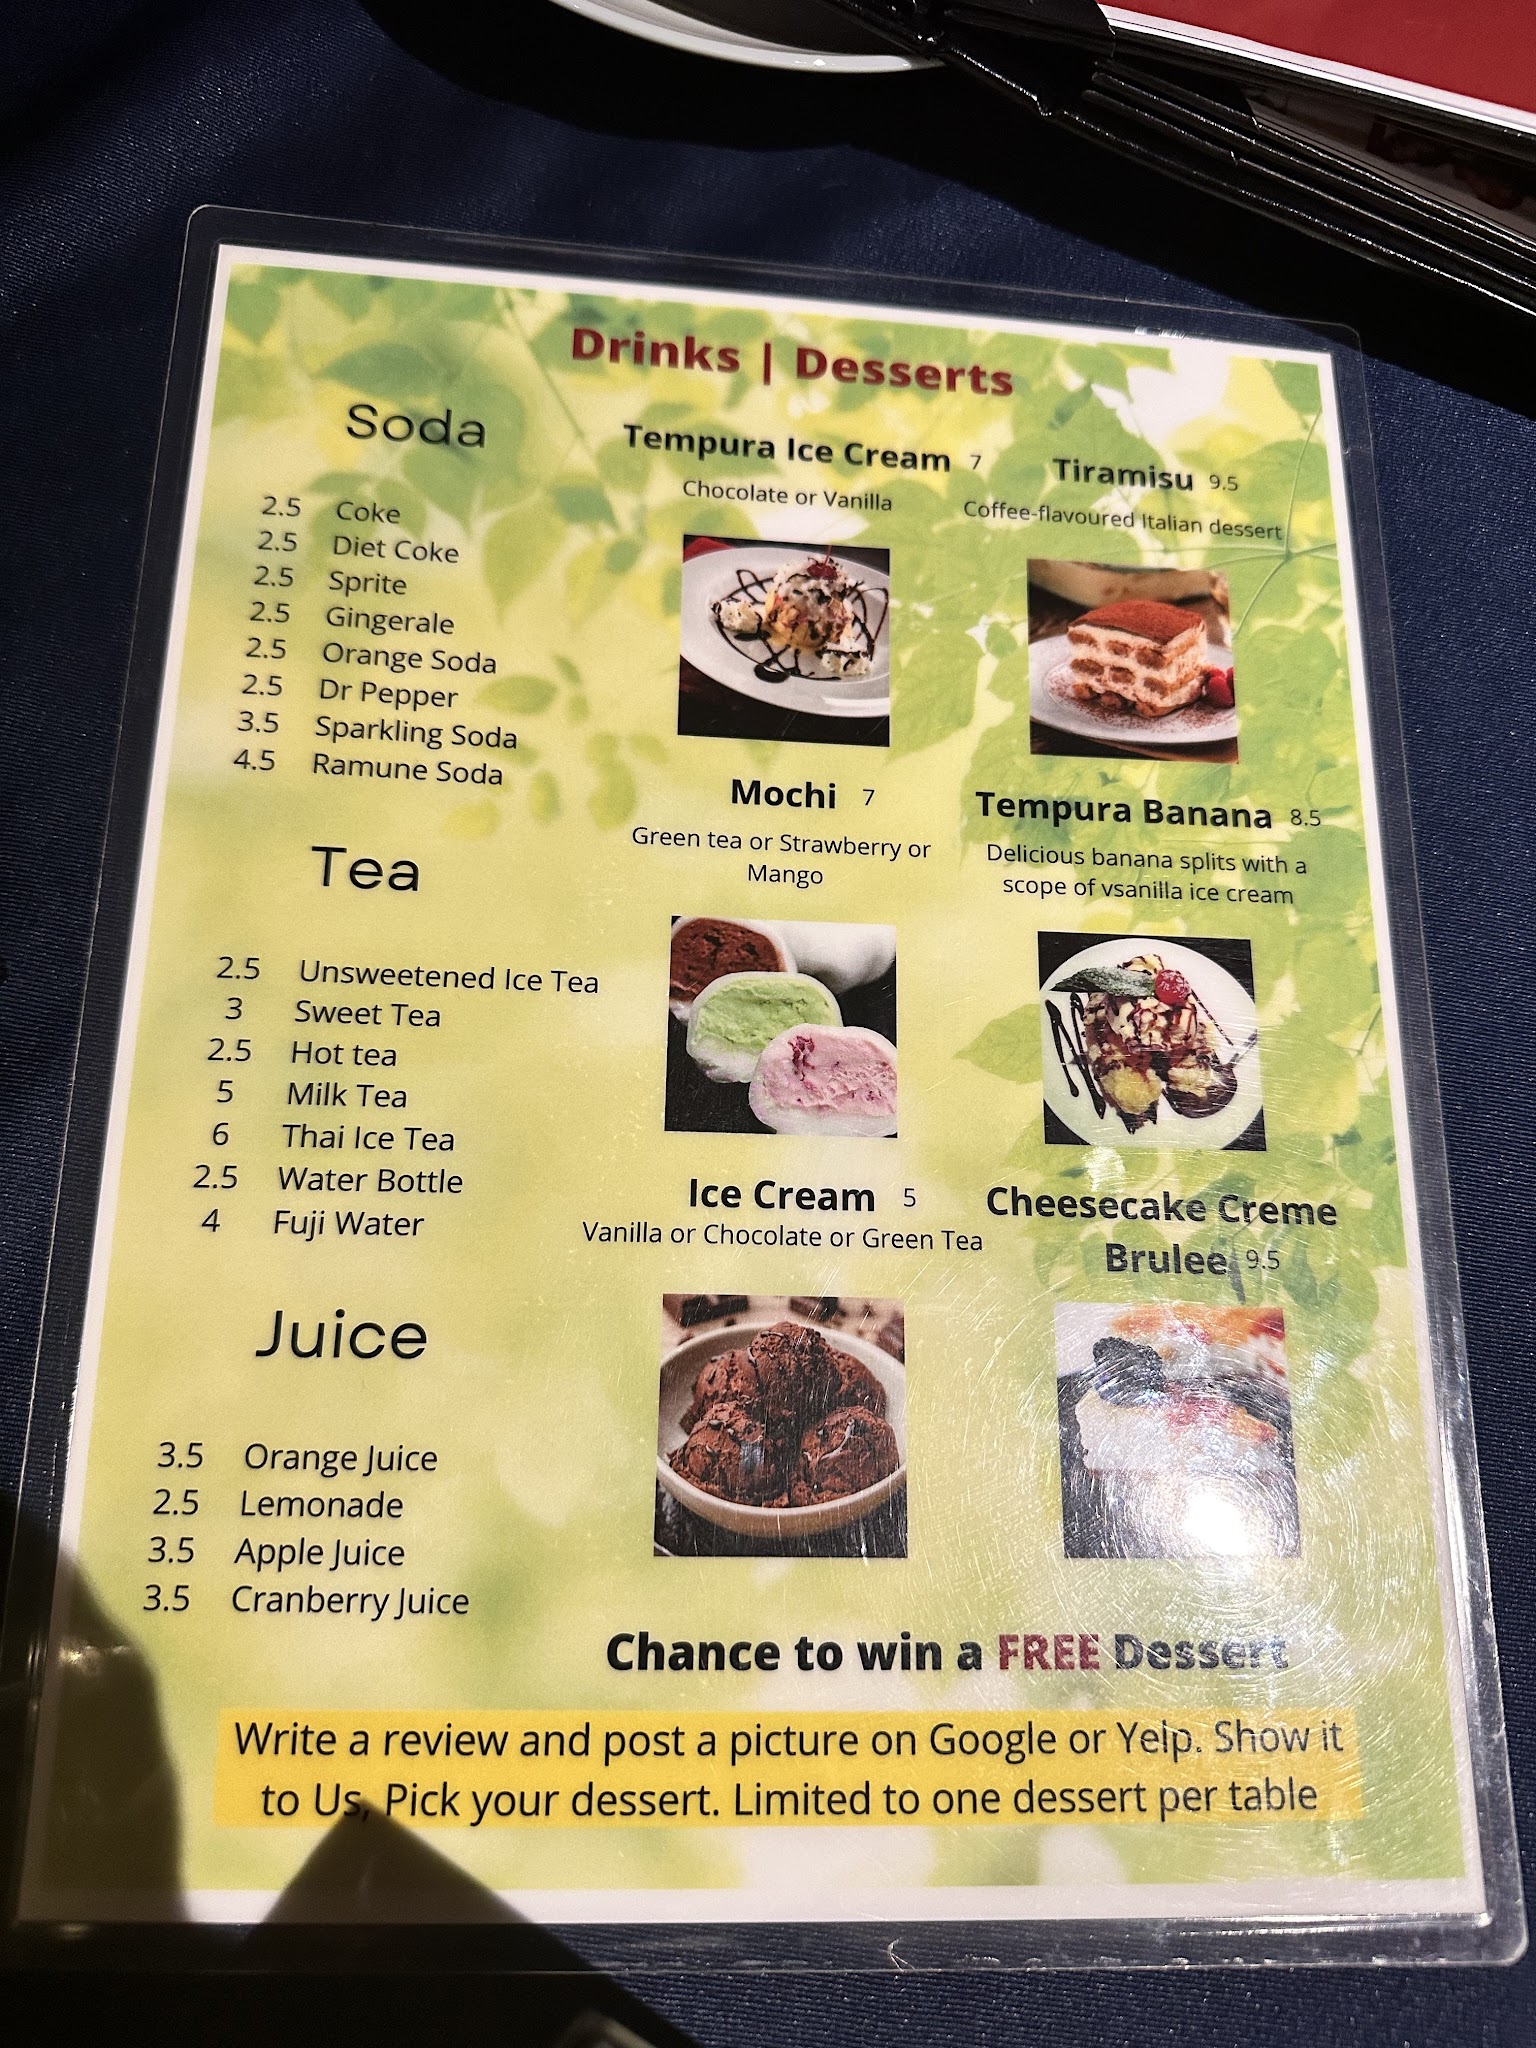 Drinks | Desserts
Soda
2.5 Coke
2.5 Diet Coke
2.5 Sprite
2.5 Gingerale
2.5 Orange Soda
2.5 Dr Pepper
3.5 Sparkling Soda
4.5 Ramune Soda
Tea
2.5 Unsweetened Ice Tea
3 Sweet Tea
2.5 Hot tea
5 Milk Tea
6 Thai Ice Tea
2.5 Water Bottle
4 Fuji Water
Juice
3.5 Orange Juice
2.5 Lemonade
3.5 Apple Juice
3.5 Cranberry Juice
Tempura Ice Cream 7
Chocolate or Vanilla
Mochi 7
Green tea or Strawberry or
Mango
Ice Cream 5
Vanilla or Chocolate or Green Tea
Tiramisu 9.5
Coffee-flavoured Italian dessert
Tempura Banana 8.5
Delicious banana splits with a
scope of vsanilla ice cream
Cheesecake Creme
Brulee 9.5
Chance to win a FREE Dessert
Write a review and post a picture on Google or Yelp. Show it
to Us, Pick your dessert. Limited to one dessert per table